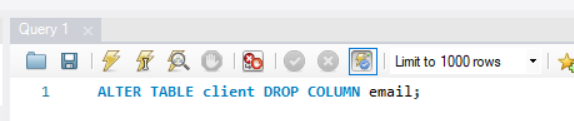 Query 1
Limit to 1000 rows
1 ALTER TABLE client DROP COLUMN email;